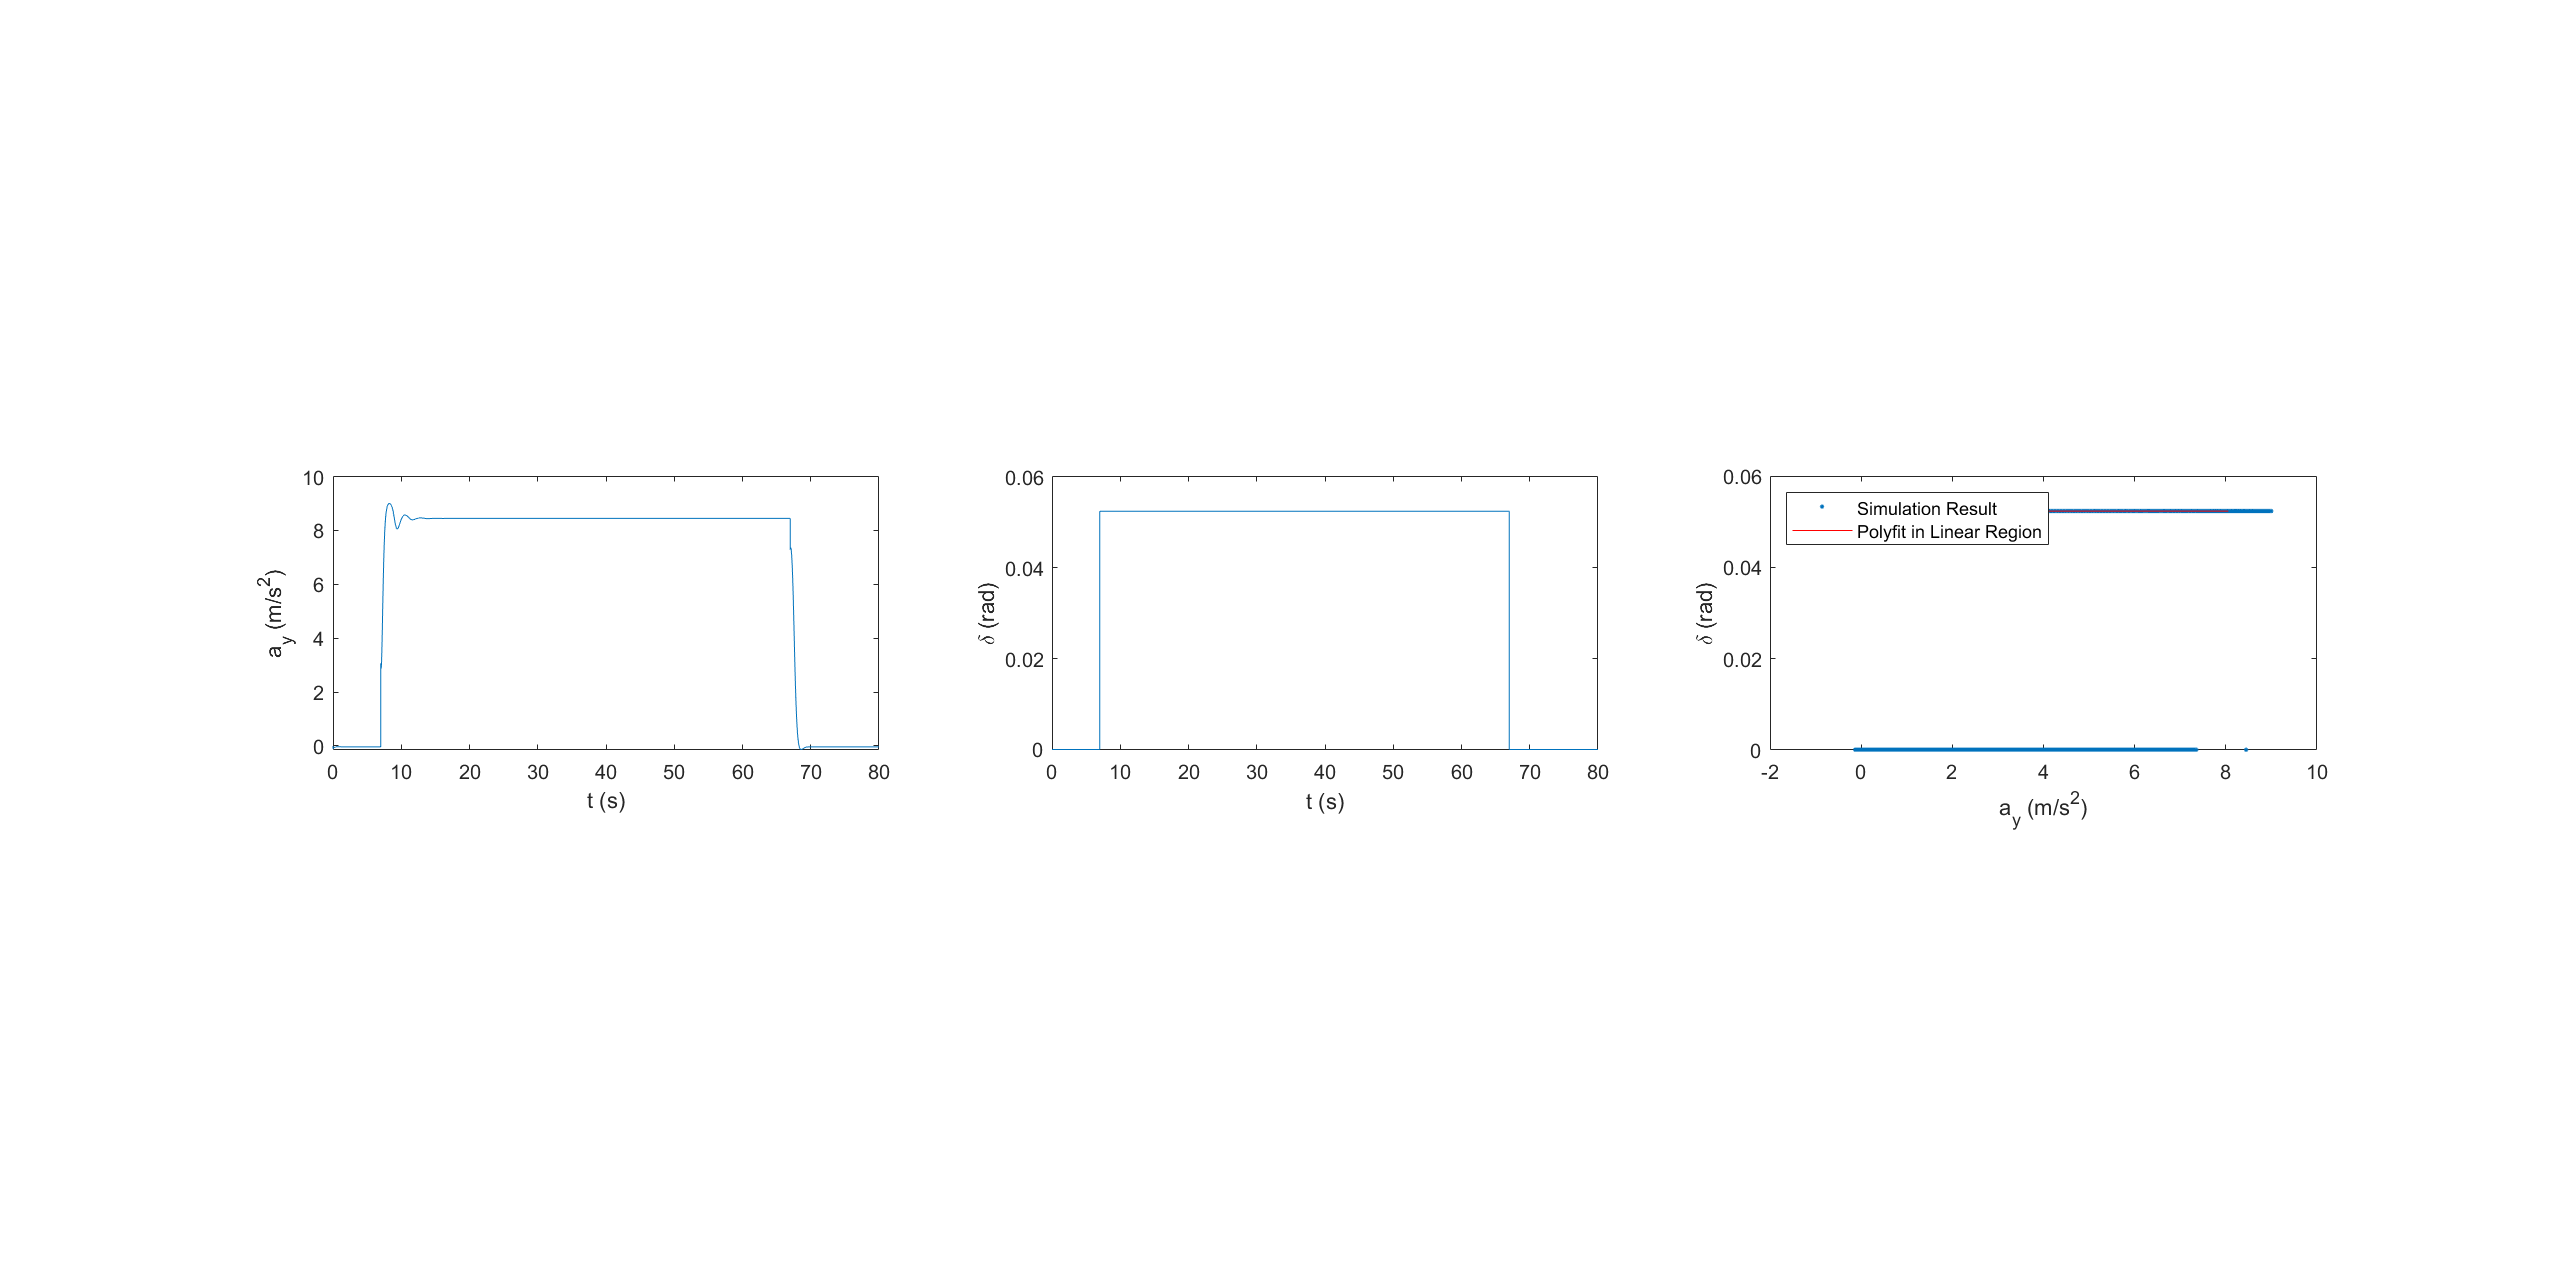 10
8
6
4
2
0
a_y (m/s^2)
0 10 20 30 40 50 60 70 80
t (s)
0.06
0.04
0.02
0
δ (rad)
0 10 20 30 40 50 60 70 80
t (s)
0.06
0.04
0.02
0
δ (rad)
Simulation Result
Polyfit in Linear Region
-2 0 2 4 6 8 10
a_y (m/s^2)